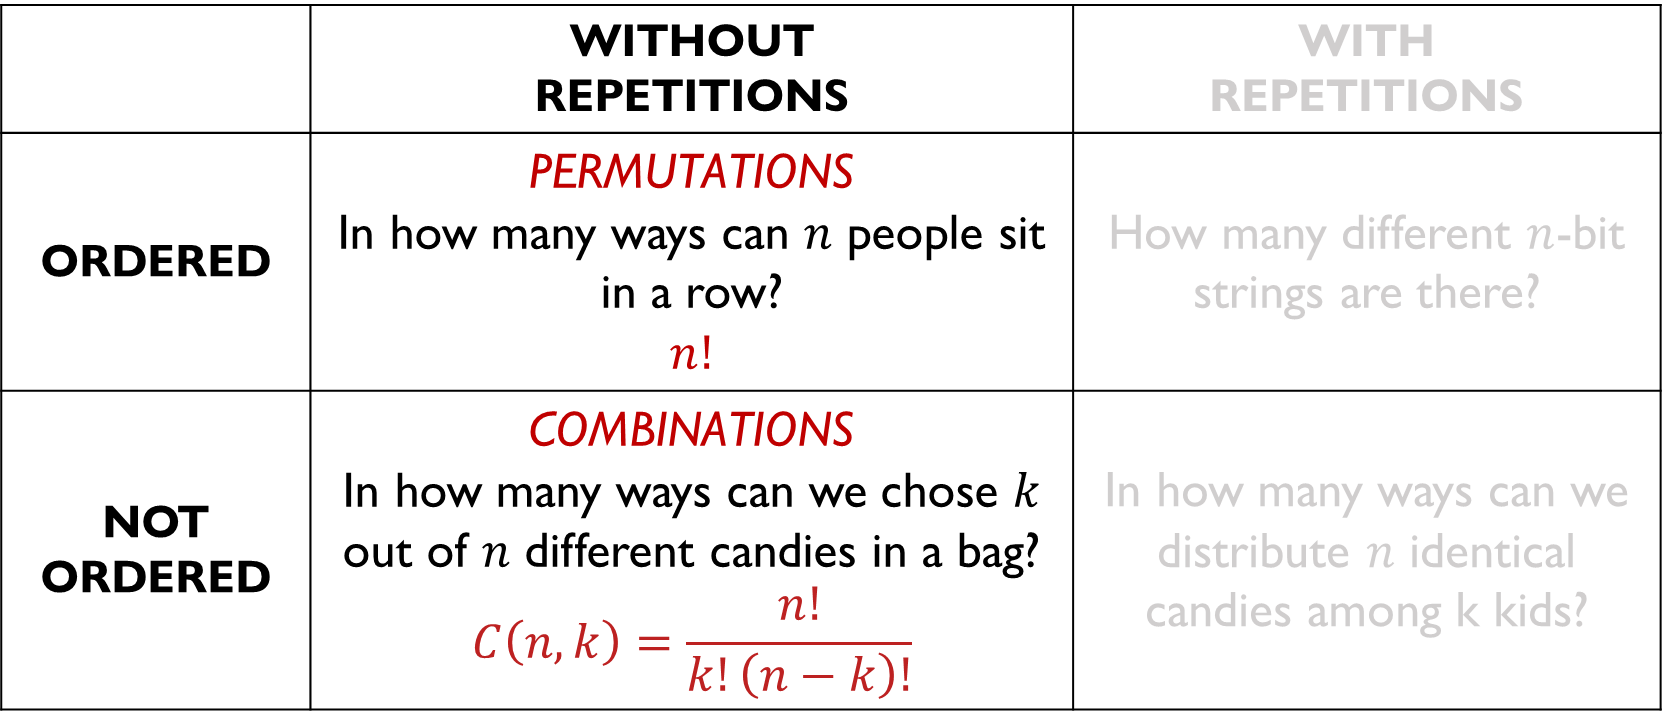 WITHOUT
REPETITIONS
WITH
REPETITIONS
ORDERED
PERMUTATIONS
In how many ways can n people sit
in a row?
n!
How many different n-bit
strings are there?
NOT
ORDERED
COMBINATIONS
In how many ways can we chose k
out of n different candies in a bag?
C(n, k) = n! / k! (n − k)!
In how many ways can we
distribute n identical
candies among k kids?